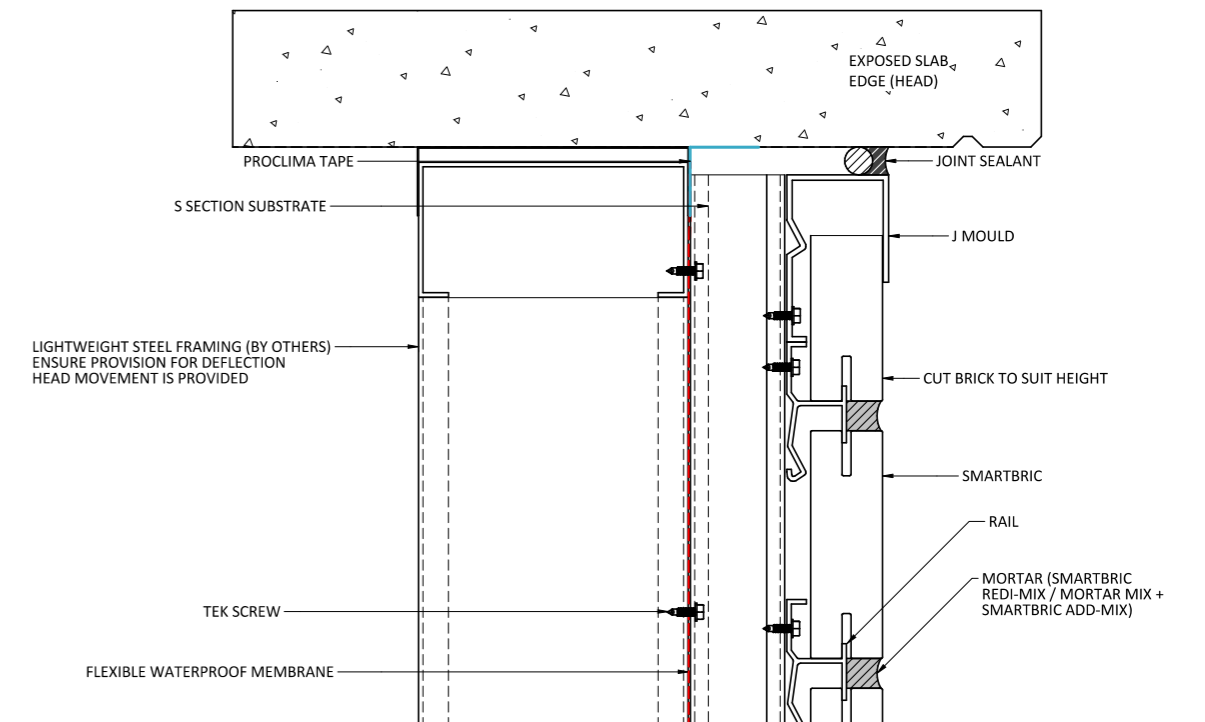 EXPOSED SLAB
EDGE (HEAD)
PROCLIMA TAPE
JOINT SEALANT
S SECTION SUBSTRATE
J MOULD
LIGHTWEIGHT STEEL FRAMING (BY OTHERS)
ENSURE PROVISION FOR DEFLECTION
HEAD MOVEMENT IS PROVIDED
CUT BRICK TO SUIT HEIGHT
SMARTBRIC
RAIL
MORTAR (SMARTBRIC
REDI-MIX / MORTAR MIX +
SMARTBRIC ADD-MIX)
TEK SCREW
FLEXIBLE WATERPROOF MEMBRANE